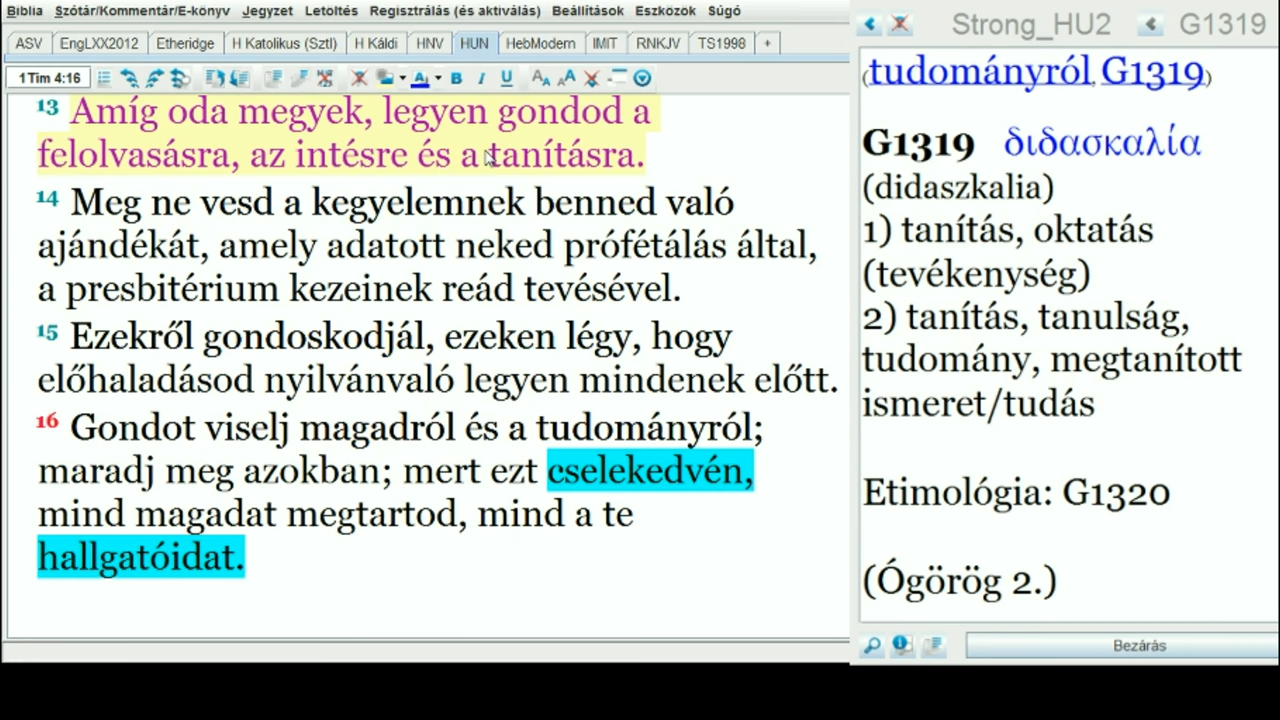 Biblia Szótár/Kommentár/E-könyv Jegyzet Letöltés Regisztrálás (és aktiválás) Beállítások Eszközök Súgó
ASV EngLXX2012 Etheridge H Katolikus (Sztl) H Káldi HNV HUN HebModern IMIT RNKJV TS1998 +
1Tim 4:16
13 Amíg oda megyek, legyen gondod a
felolvasásra, az intésre és a tanításra.
14 Meg ne vesd a kegyelemnek benned való
ajándékát, amely adatott neked prófétálás által,
a presbitérium kezeinek reád tevésével.
15 Ezekről gondoskodjál, ezeken légy, hogy
előhaladásod nyilvánvaló legyen mindenek előtt.
16 Gondot viselj magadról és a tudományról;
maradj meg azokban; mert ezt cselekedvén,
mind magadat megtartod, mind a te
hallgatóidat.
Strong_HU2 G1319
(tudományról, G1319)
G1319 διδασκαλία
(didaszkalia)
1) tanítás, oktatás
(tevékenység)
2) tanítás, tanulság,
tudomány, megtanított
ismeret/tudás
Etimológia: G1320
(Ógörög 2.)
Bezárás